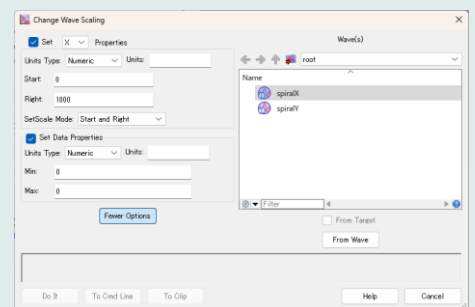 Change Wave Scaling
Set X Properties
Units Type: Numeric Units:
Start: 0
Right: 1000
SetScale Mode: Start and Right
Set Data Properties
Units Type: Numeric Units:
Min: 0
Max: 0
Fewer Options
Wave(s)
root
Name
spiralX
spiralY
Filter
From Target
From Wave
Do It To Cmd Line To Clip Help Cancel